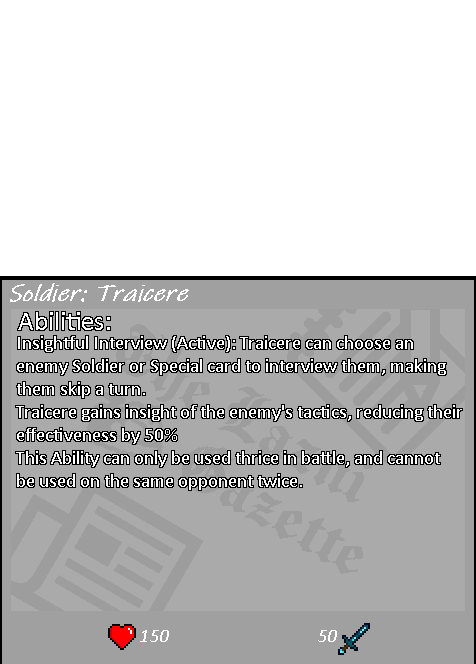 Soldier: Traicere
Abilities:
Insightful Interview (Active): Traicere can choose an
enemy Soldier or Special card to interview them, making
them skip a turn.
Traicere gains insight of the enemy's tactics, reducing their
effectiveness by 50%
This Ability can only be used thrice in battle, and cannot
be used on the same opponent twice.
The
Gazette
150
50